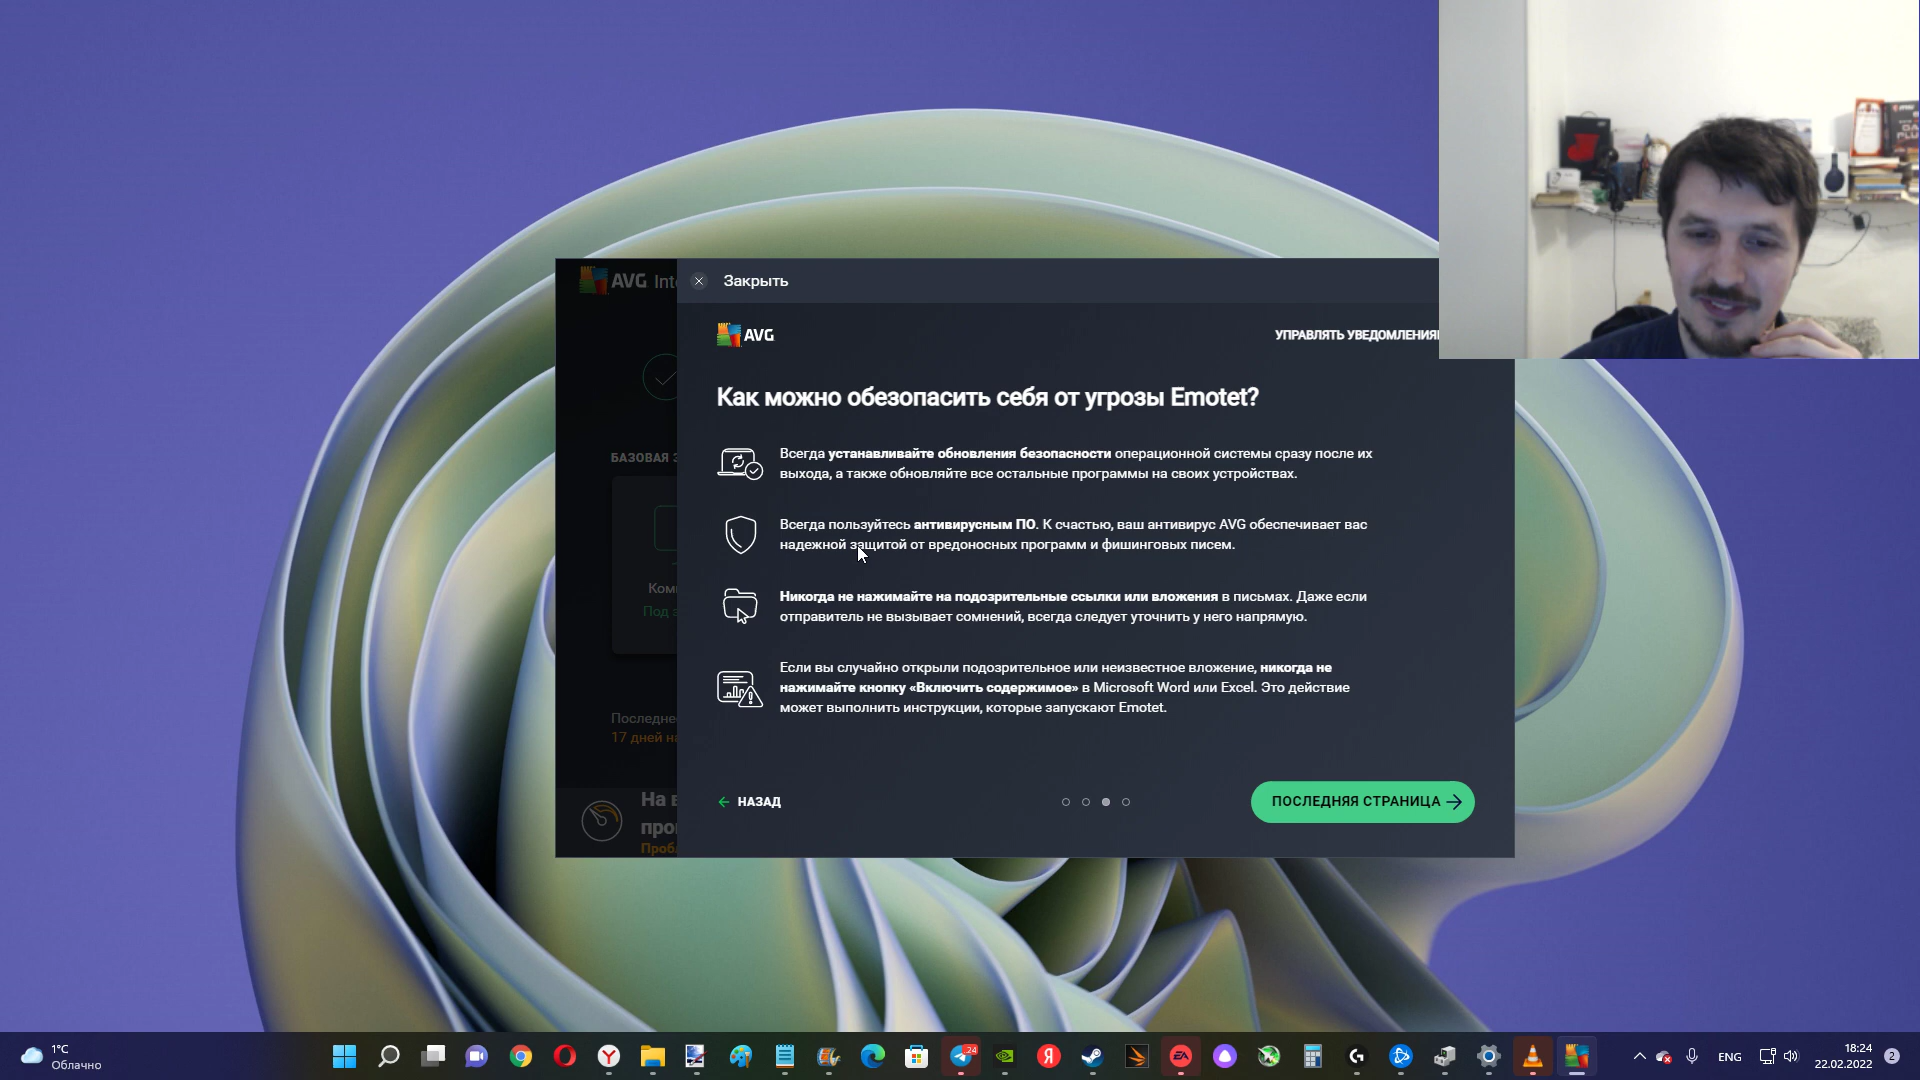 AVG
Закрыть
AVG
УПРАВЛЯТЬ
Как можно обезопасить себя от угрозы Emotet?
БАЗОВАЯ
Всегда устанавливайте обновления безопасности операционной системы сразу после их
выхода, а также обновляйте все остальные программы на своих устройствах.
Всегда пользуйтесь антивирусным ПО. К счастью, ваш антивирус AVG обеспечивает вас
надежной защитой от вредоносных программ и фишинговых писем.
Никогда не нажимайте на подозрительные ссылки или вложения в письмах. Даже если
отправитель не вызывает сомнений, всегда следует уточнить у него напрямую.
Под
Если вы случайно открыли подозрительное или неизвестное вложение, никогда не
нажимайте кнопку «Включить содержимое» в Microsoft Word или Excel. Это действие
может выполнить инструкции, которые запускают Emotet.
17 дней
НАЗАД
ПОСЛЕДНЯЯ СТРАНИЦА
На
1°C
Облачно
24
EA
ENG
18:24
22.02.2022
2